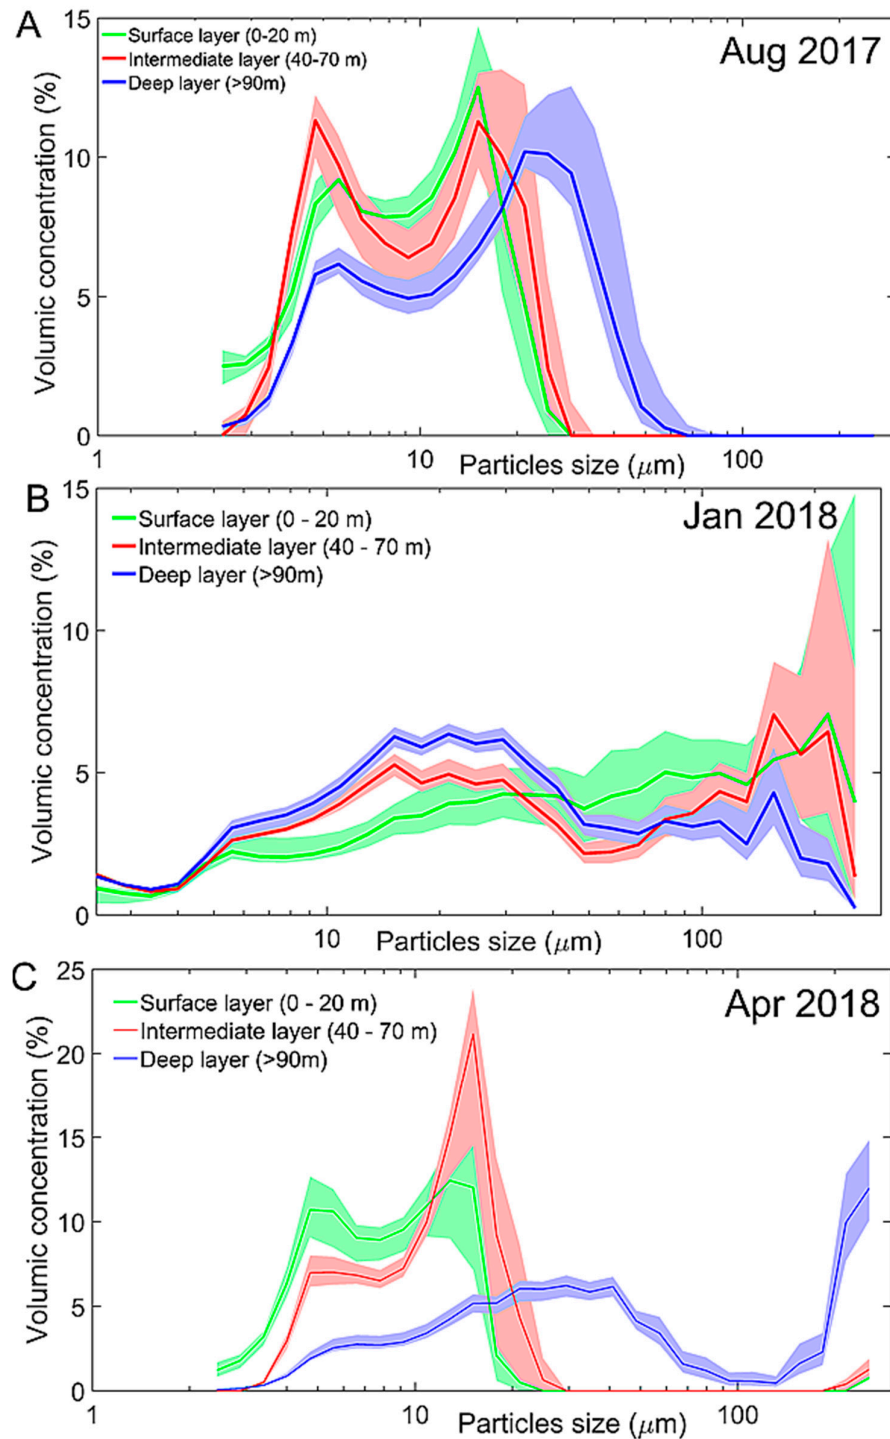 A
Surface layer (0-20 m)
Intermediate layer (40-70 m)
Deep layer (>90m)
Aug 2017
Volumic concentration (%)
15
10
5
0
1
10
100
Particles size (μm)
B
Surface layer (0 - 20 m)
Intermediate layer (40 - 70 m)
Deep layer (>90m)
Jan 2018
Volumic concentration (%)
15
10
5
0
10
100
Particles size (μm)
C
Surface layer (0 - 20 m)
Intermediate layer (40 - 70 m)
Deep layer (>90m)
Apr 2018
Volumic concentration (%)
25
20
15
10
5
0
1
10
100
Particles size (μm)